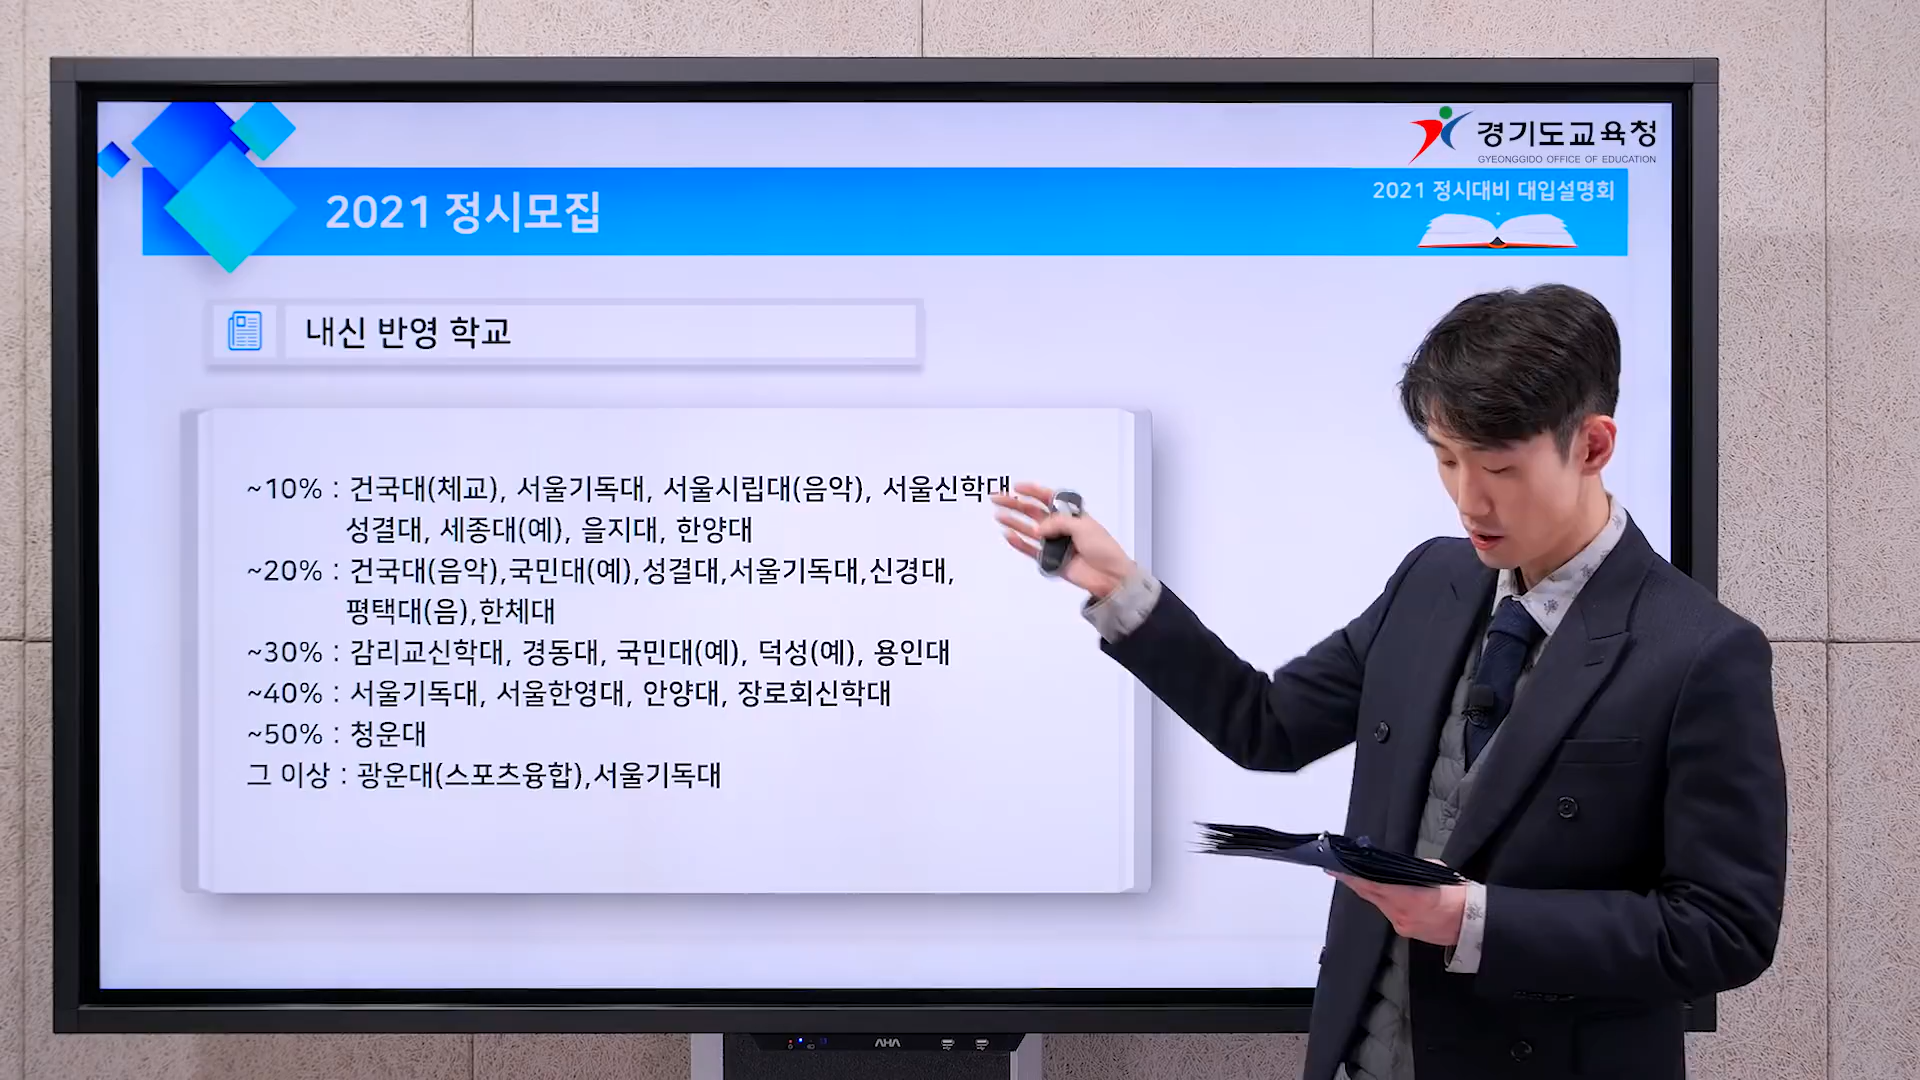 경기도교육청
GYEONGGIDO OFFICE OF EDUCATION
2021 정시대비 대입설명회
2021 정시모집
내신 반영 학교
~10% : 건국대(체교), 서울기독대, 서울시립대(음악), 서울신학대,
성결대, 세종대(예), 을지대, 한양대
~20% : 건국대(음악),국민대(예),성결대,서울기독대,신경대,
평택대(음),한체대
~30% : 감리교신학대, 경동대, 국민대(예), 덕성(예), 용인대
~40% : 서울기독대, 서울한영대, 안양대, 장로회신학대
~50% : 청운대
그 이상 : 광운대(스포츠융합),서울기독대
AHA